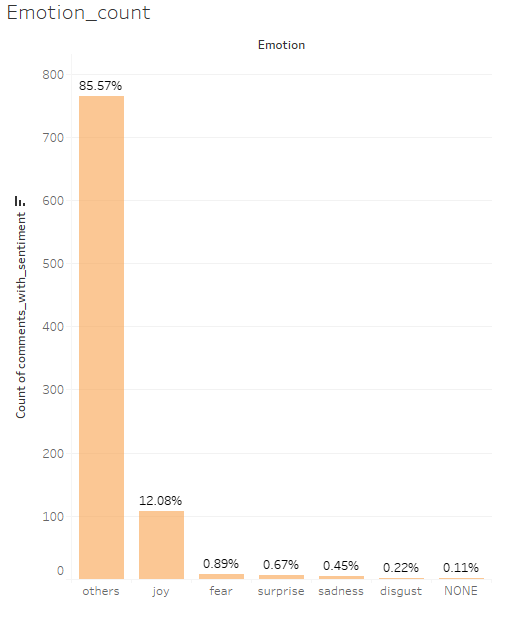 Emotion_count
Emotion
Count of comments_with_sentiment
800
700
600
500
400
300
200
100
0
85.57%
12.08%
0.89%
0.67%
0.45%
0.22%
0.11%
others
joy
fear
surprise
sadness
disgust
NONE